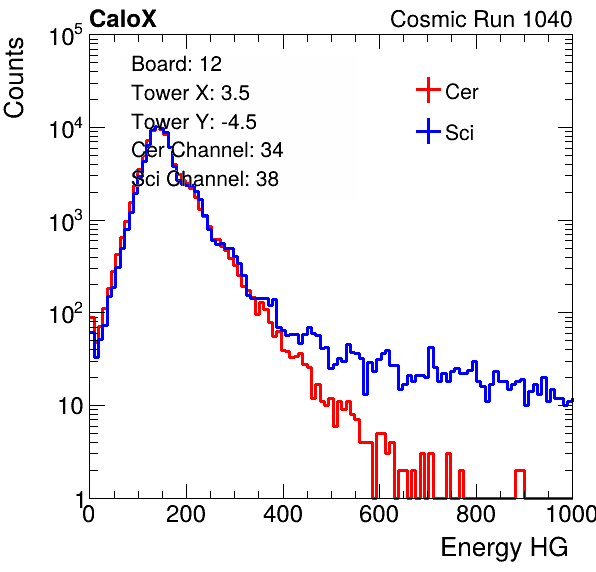 CaloX Cosmic Run 1040
Counts
10^5
10^4
10^3
10^2
10
1
Board: 12
Tower X: 3.5
Tower Y: -4.5
Cer Channel: 34
Sci Channel: 38
Cer
Sci
0 200 400 600 800 1000
Energy HG